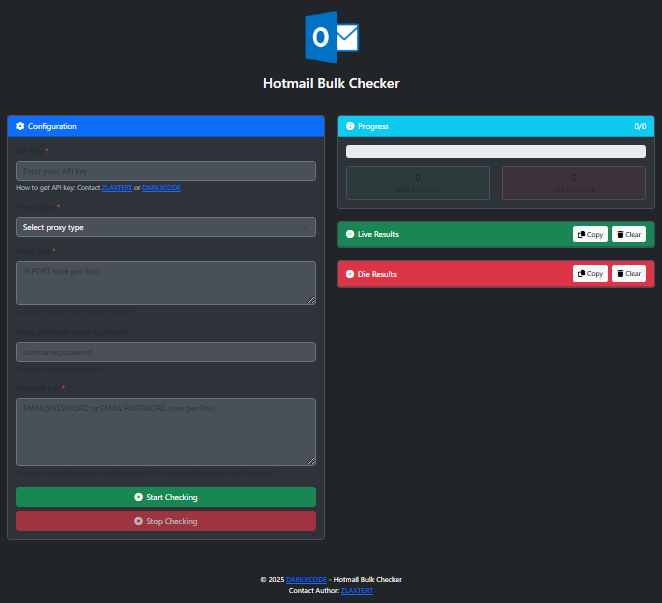 Hotmail Bulk Checker
Configuration
API Key *
Enter your API key
How to get API key: Contact ZLAXTERT or DARKXCODE
Proxy Type *
Select proxy type
Proxy List *
IP:PORT (one per line)
Proxy Authentication (Optional)
username:password
Account List *
EMAIL|PASSWORD or EMAIL:PASSWORD (one per line)
Start Checking
Stop Checking
Progress 0/0
0
Live Accounts
0
Die Accounts
Live Results Copy Clear
Die Results Copy Clear
© 2025 DARKXCODE - Hotmail Bulk Checker
Contact Author: ZLAXTERT